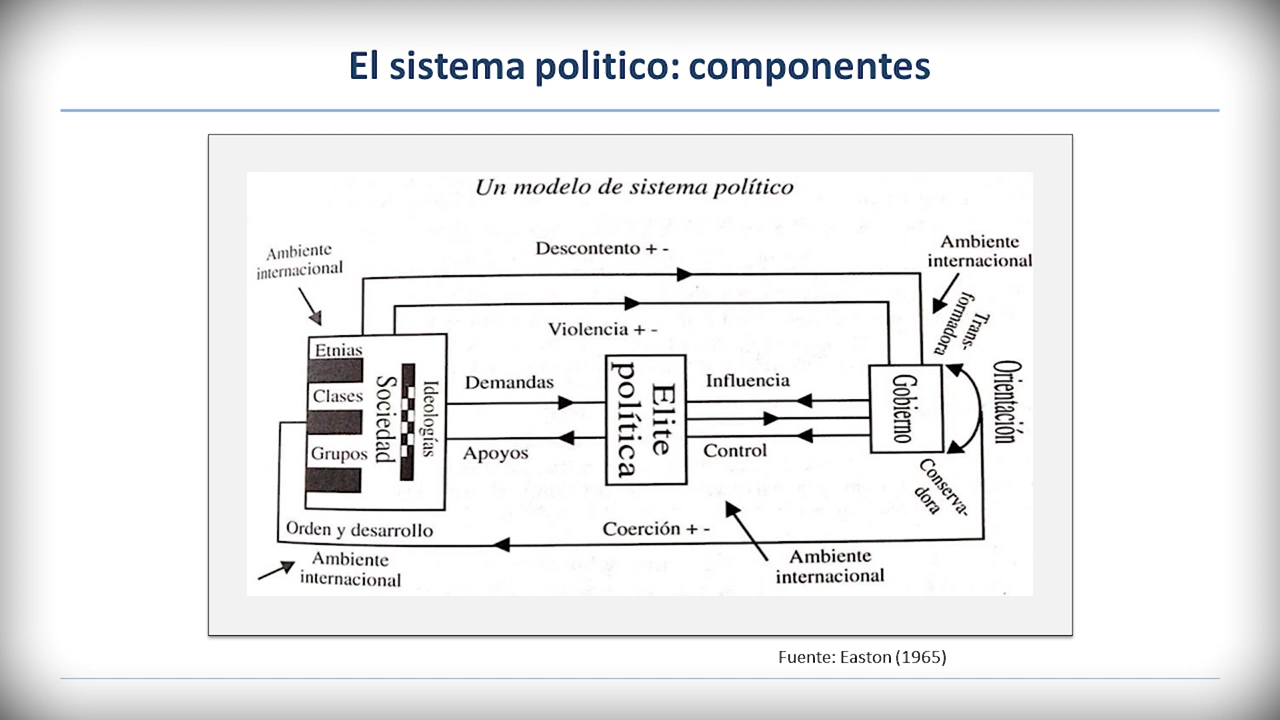 El sistema politico: componentes
Un modelo de sistema político
Ambiente
internacional
Descontento + -
Ambiente
internacional
Violencia + -
Trans-
formadora
Etnias
Clases
Grupos
Sociedad
Ideologías
Demandas
Apoyos
Elite
política
Influencia
Control
Gobierno
Orientación
Conserva-
dora
Orden y desarrollo
Coerción + -
Ambiente
internacional
Ambiente
internacional
Fuente: Easton (1965)